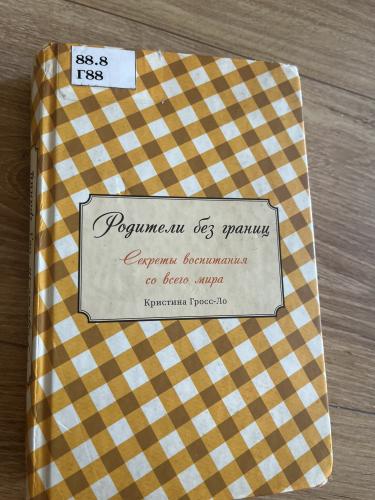 88.8
Г88
Родители без границ
Секреты воспитания
со всего мира
Кристина Гросс-Ло